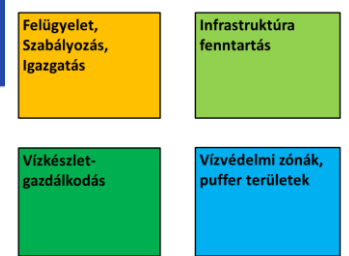 Felügyelet,
Szabályozás,
Igazgatás
Infrastruktúra
fenntartás
Vízkészlet-
gazdálkodás
Vízvédelmi zónák,
puffer területek